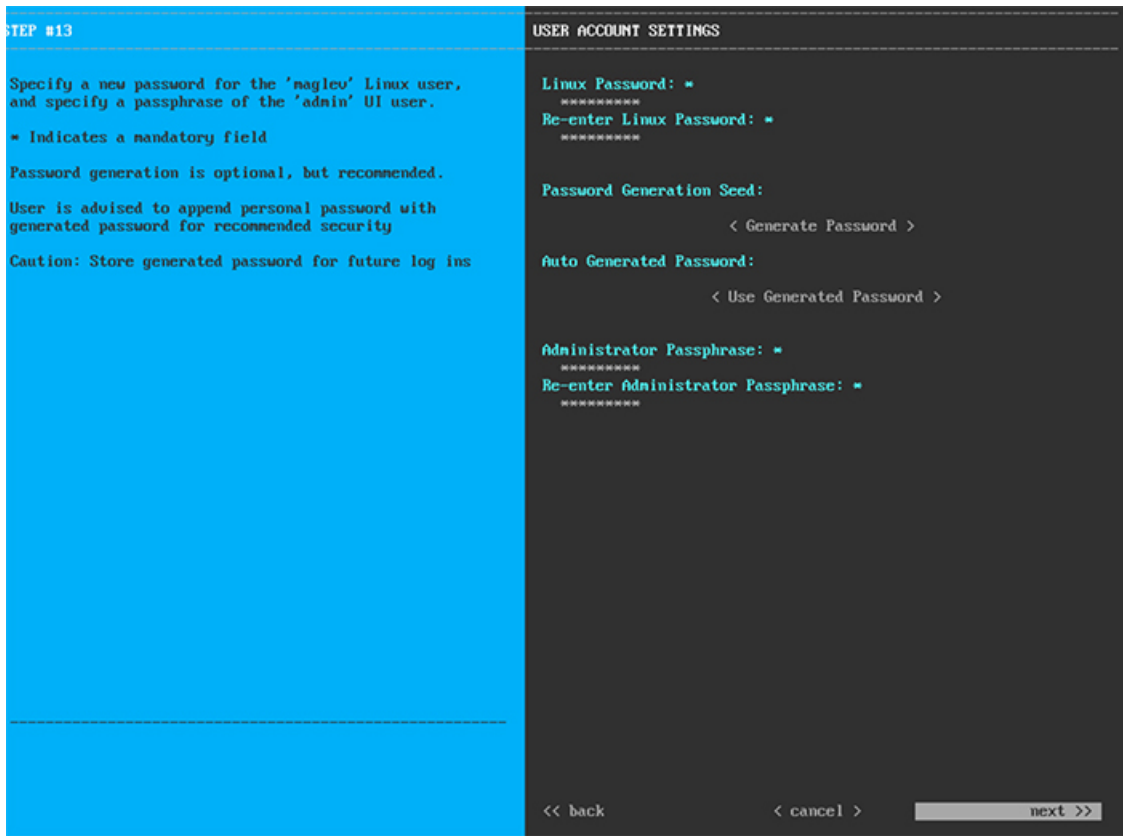 STEP #13
Specify a new password for the 'maglev' Linux user,
and specify a passphrase of the 'admin' UI user.
* Indicates a mandatory field
Password generation is optional, but recommended.
User is advised to append personal password with
generated password for recommended security
Caution: Store generated password for future log ins
USER ACCOUNT SETTINGS
Linux Password: *
*********
Re-enter Linux Password: *
*********
Password Generation Seed:
< Generate Password >
Auto Generated Password:
< Use Generated Password >
Administrator Passphrase: *
*********
Re-enter Administrator Passphrase: *
*********
<< back < cancel > next >>